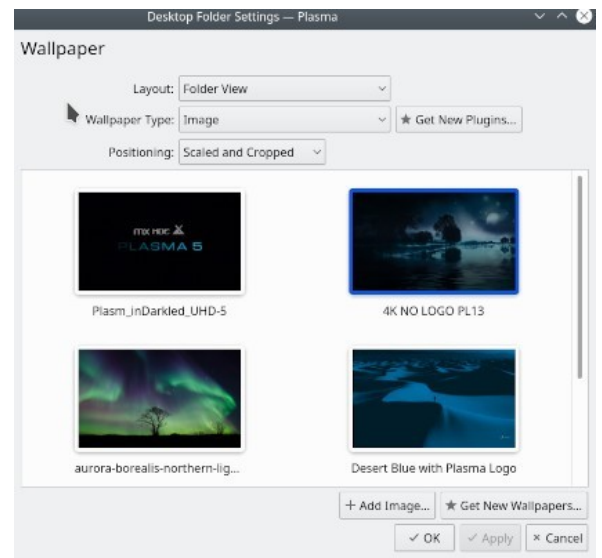 Desktop Folder Settings — Plasma
Wallpaper
Layout: Folder View
Wallpaper Type: Image ★ Get New Plugins...
Positioning: Scaled and Cropped
PLASMA 5
Plasm_inDarkled_UHD-5 4K NO LOGO PL13
aurora-borealis-northern-lig... Desert Blue with Plasma Logo
+ Add Image... ★ Get New Wallpapers...
✓ OK ✓ Apply × Cancel